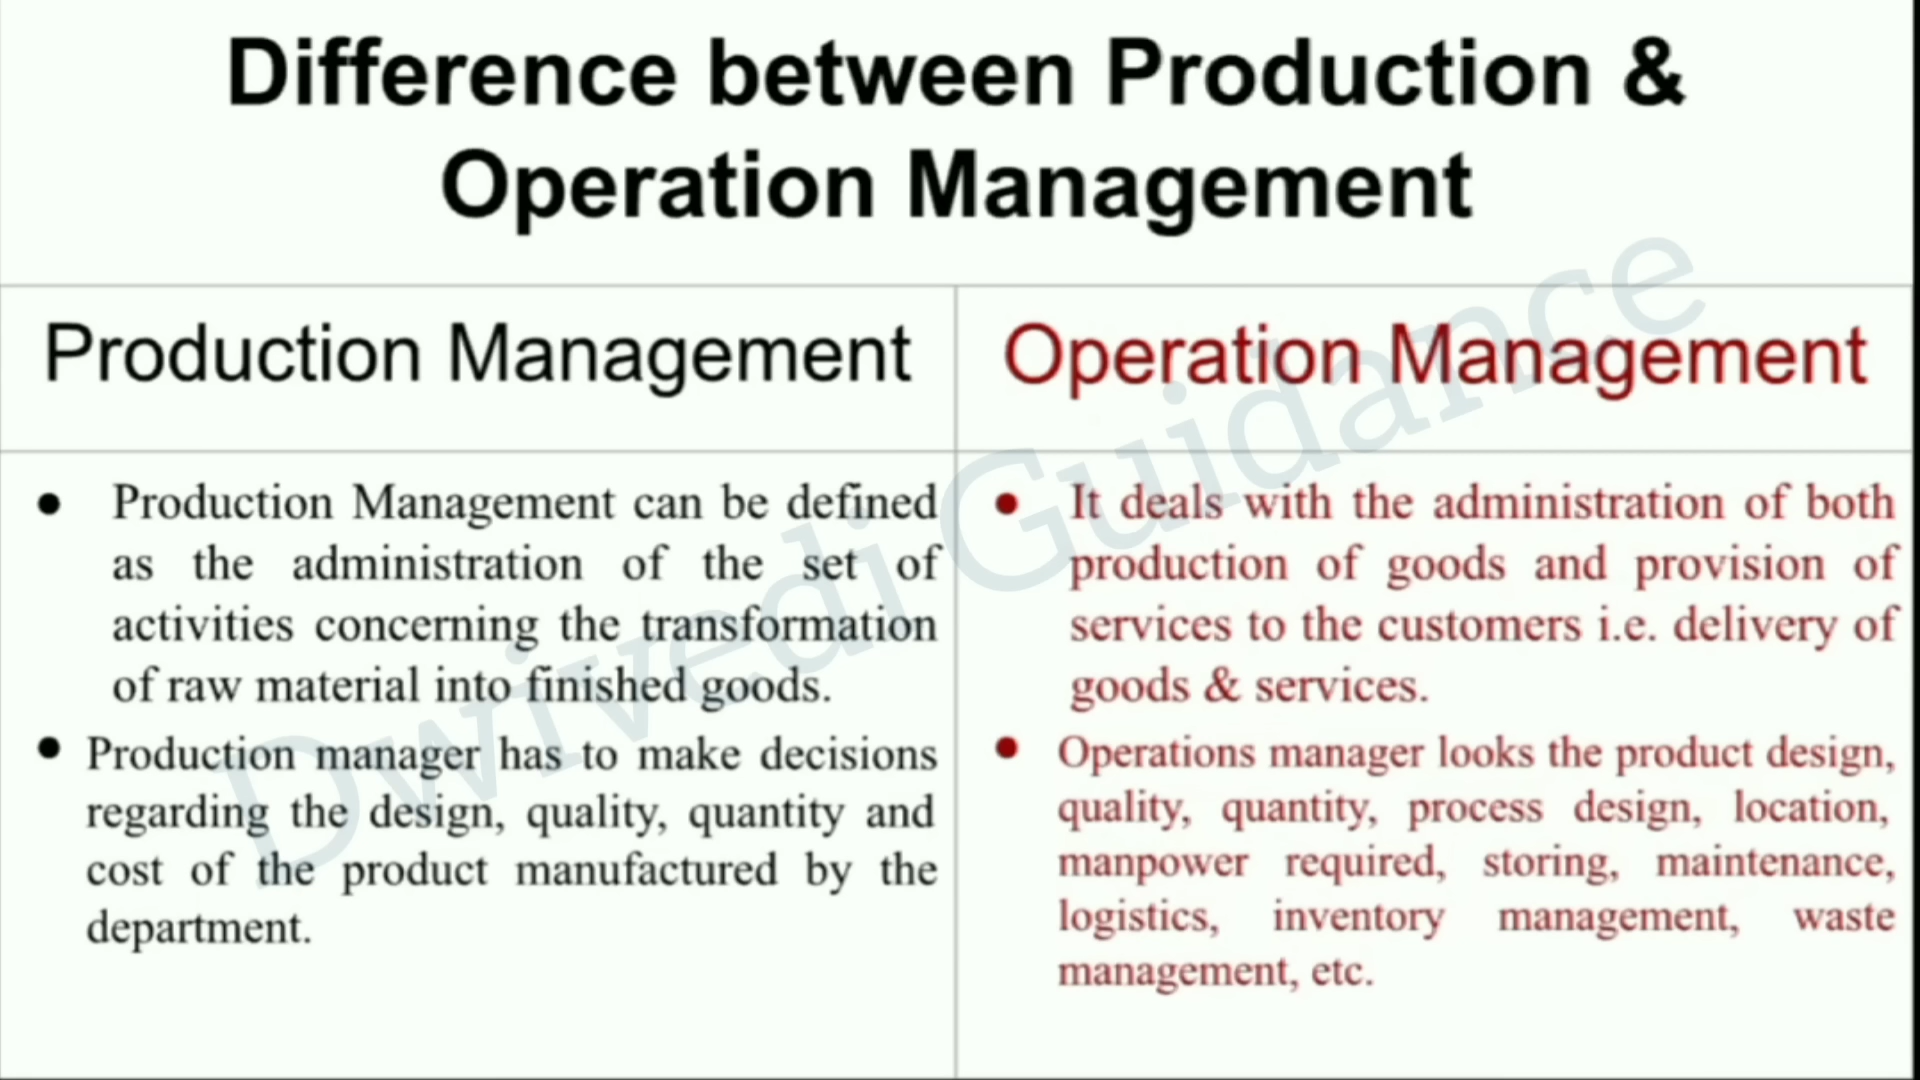 Difference between Production &
Operation Management
Production Management
Operation Management
● Production Management can be defined
as the administration of the set of
activities concerning the transformation
of raw material into finished goods.
● Production manager has to make decisions
regarding the design, quality, quantity and
cost of the product manufactured by the
department.
● It deals with the administration of both
production of goods and provision of
services to the customers i.e. delivery of
goods & services.
● Operations manager looks the product design,
quality, quantity, process design, location,
manpower required, storing, maintenance,
logistics, inventory management, waste
management, etc.
Dwivedi Guidance